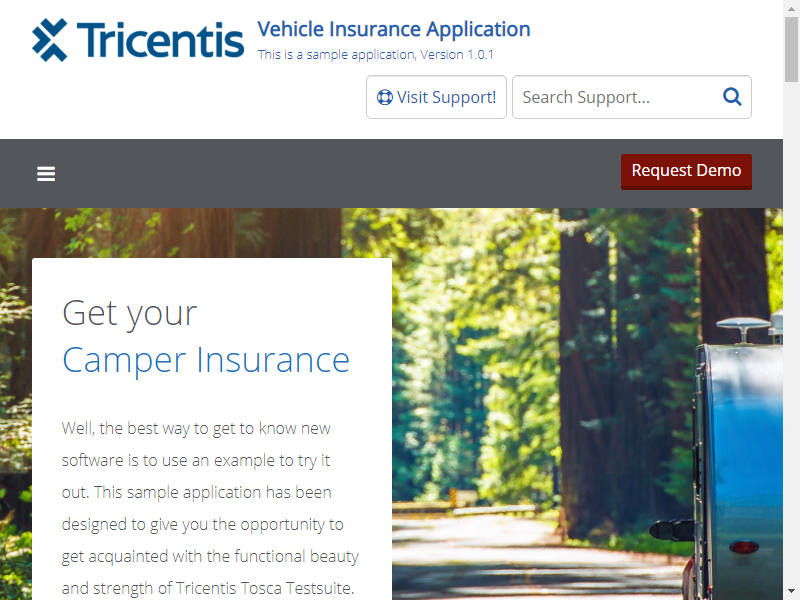 Tricentis
Vehicle Insurance Application
This is a sample application, Version 1.0.1
Visit Support!
Search Support...
Request Demo
Get your
Camper Insurance
Well, the best way to get to know new
software is to use an example to try it
out. This sample application has been
designed to give you the opportunity to
get acquainted with the functional beauty
and strength of Tricentis Tosca Testsuite.